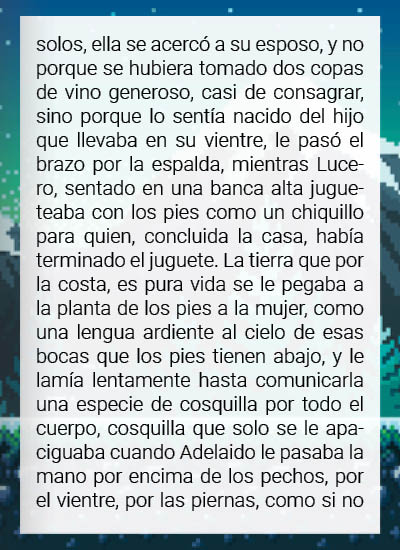 solos, ella se acercó a su esposo, y no
porque se hubiera tomado dos copas
de vino generoso, casi de consagrar,
sino porque lo sentía nacido del hijo
que llevaba en su vientre, le pasó el
brazo por la espalda, mientras Luce-
ro, sentado en una banca alta jugue-
teaba con los pies como un chiquillo
para quien, concluida la casa, había
terminado el juguete. La tierra que por
la costa, es pura vida se le pegaba a
la planta de los pies a la mujer, como
una lengua ardiente al cielo de esas
bocas que los pies tienen abajo, y le
lamía lentamente hasta comunicarla
una especie de cosquilla por todo el
cuerpo, cosquilla que solo se le apa-
ciguaba cuando Adelaido le pasaba la
mano por encima de los pechos, por
el vientre, por las piernas, como si no